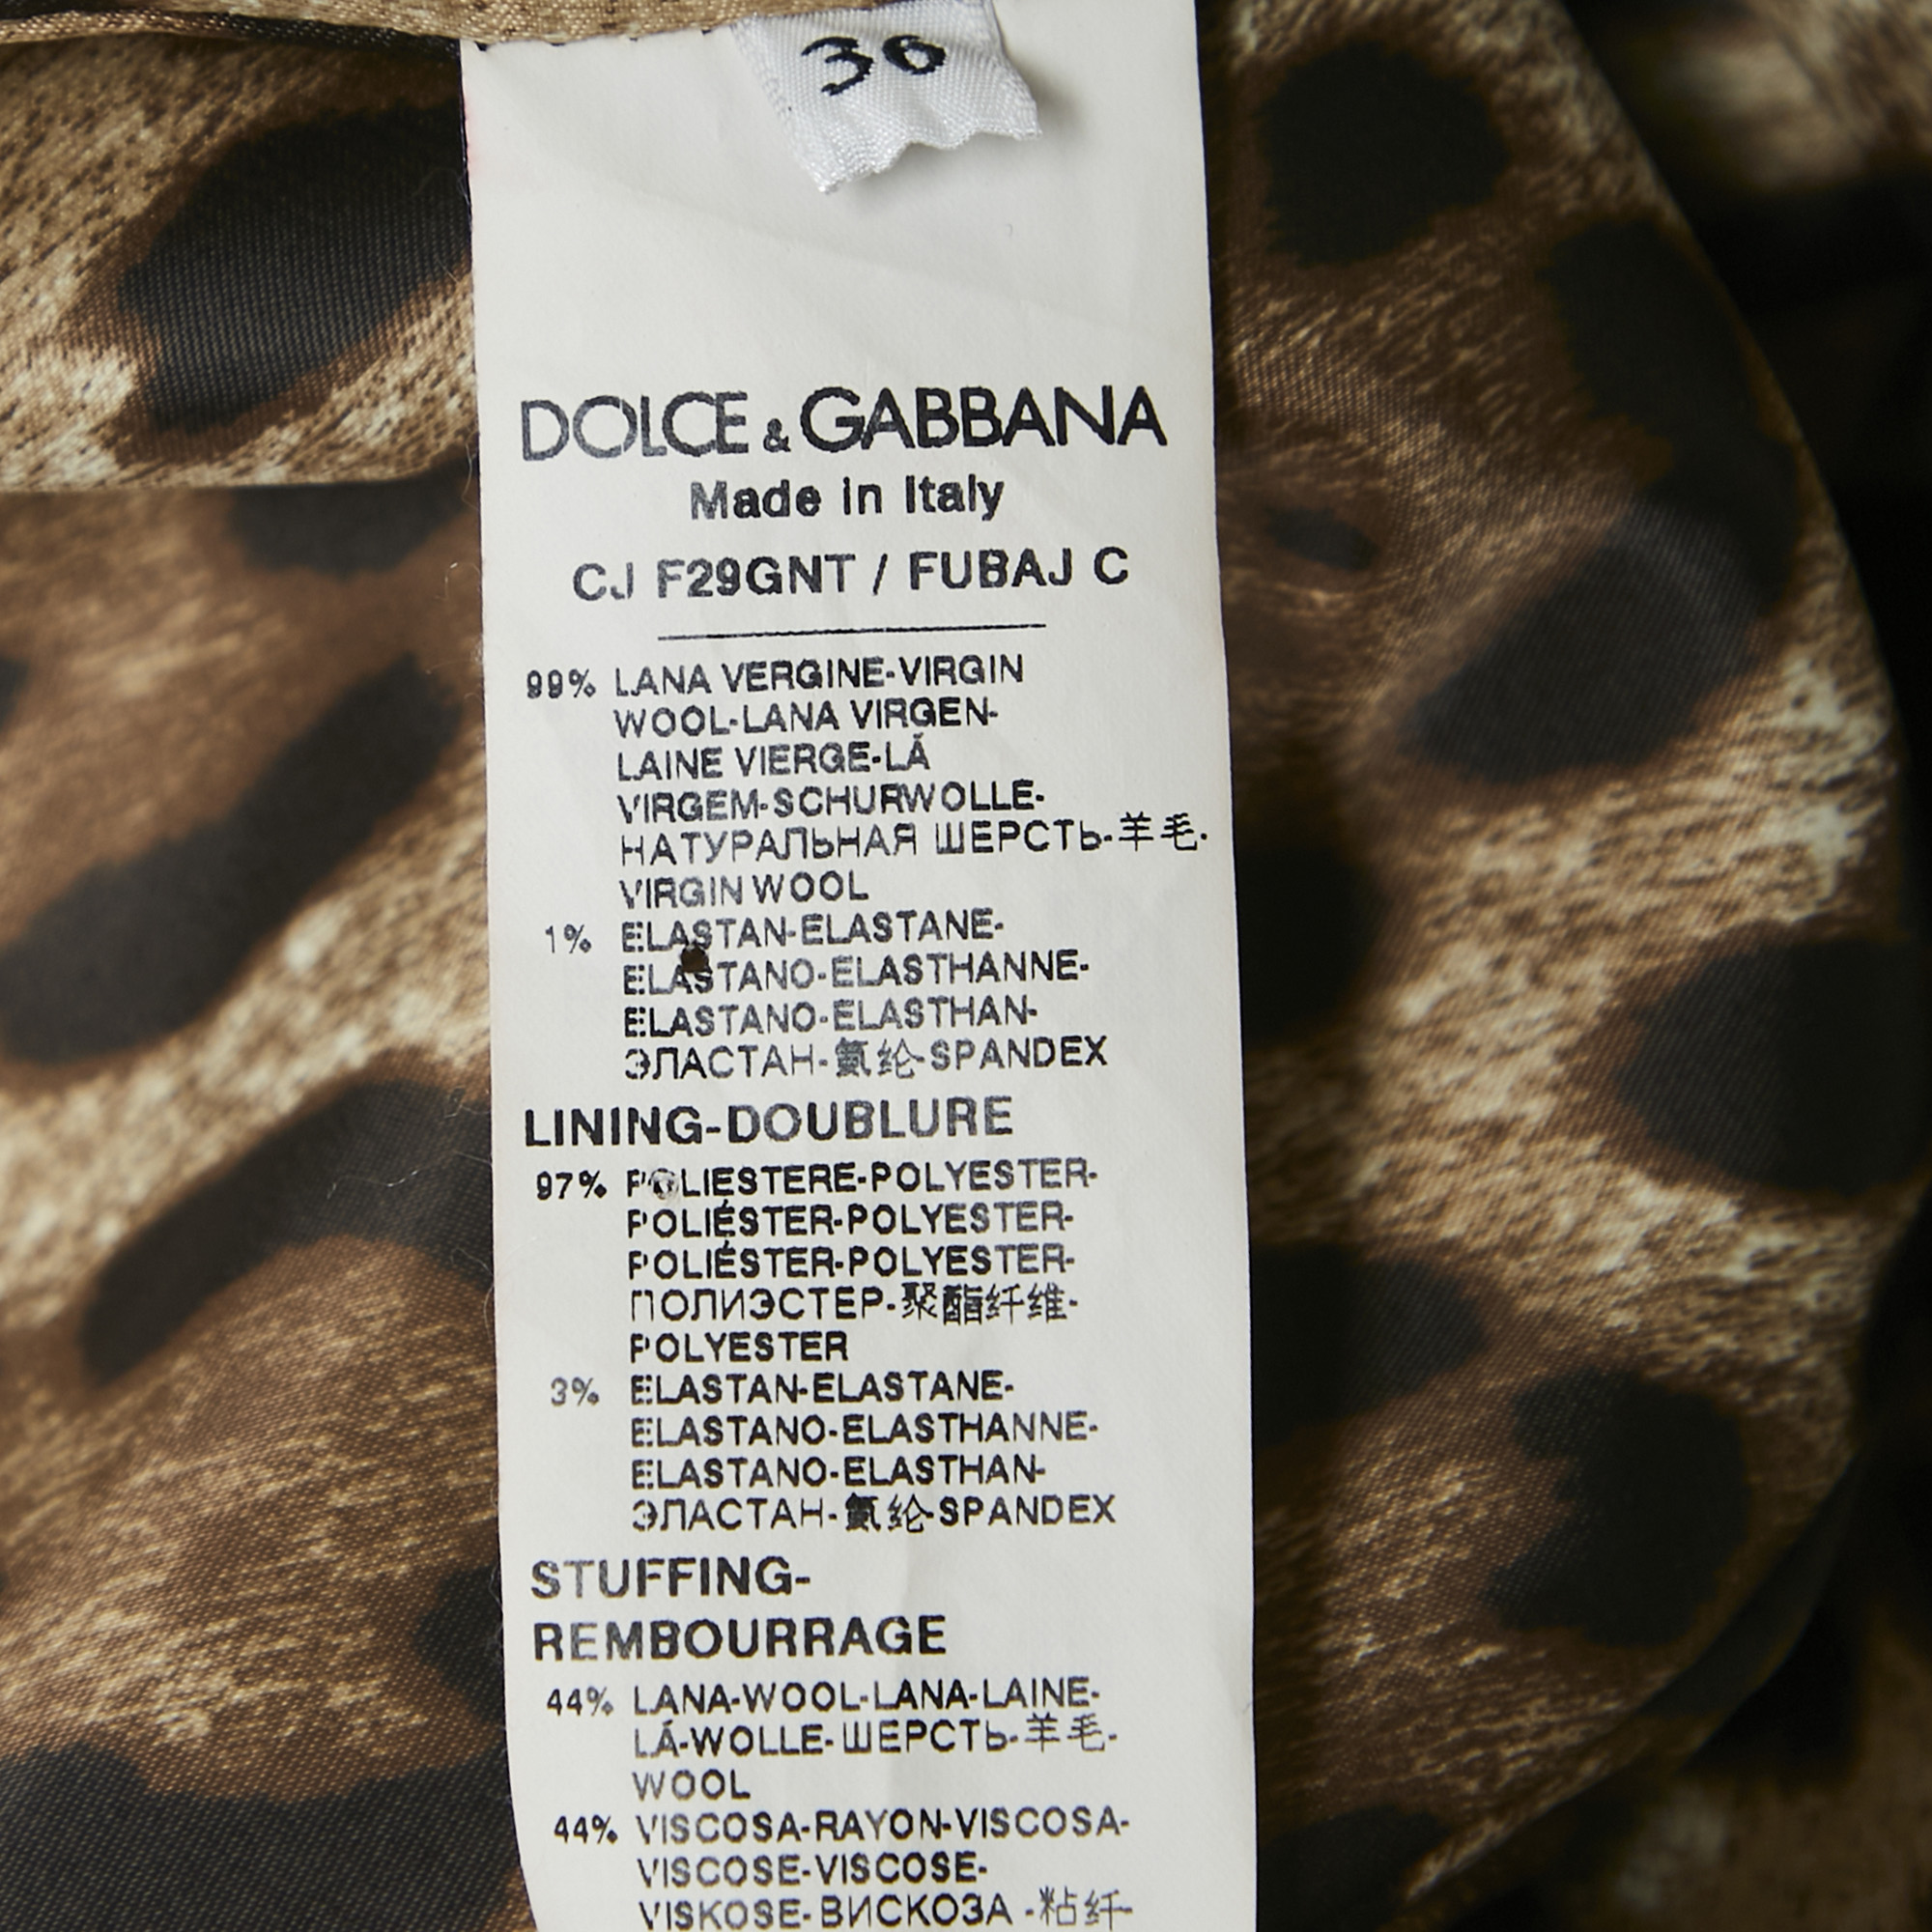 36
DOLCE & GABBANA
Made in Italy
CJ F29GNT / FUBAJ C
99% LANA VERGINE-VIRGIN
WOOL-LANA VIRGEN-
LAINE VIERGE-LÃ
VIRGEM-SCHURWOLLE-
НАТУРАЛЬНАЯ ШЕРСТЬ-羊毛-
VIRGIN WOOL
1% ELASTAN-ELASTANE-
ELASTANO-ELASTHANNE-
ELASTANO-ELASTHAN-
ЭЛАСТАН-氨纶-SPANDEX
LINING-DOUBLURE
97% POLIESTERE-POLYESTER-
POLIÉSTER-POLYESTER-
POLIÉSTER-POLYESTER-
ПОЛИЭСТЕР-聚酯纤维-
POLYESTER
3% ELASTAN-ELASTANE-
ELASTANO-ELASTHANNE-
ELASTANO-ELASTHAN-
ЭЛАСТАН-氨纶-SPANDEX
STUFFING-
REMBOURRAGE
44% LANA-WOOL-LANA-LAINE-
LÃ-WOLLE-ШЕРСТЬ-羊毛-
WOOL
44% VISCOSA-RAYON-VISCOSA-
VISCOSE-VISCOSE-
VISKOSE-ВИСКОЗА-粘纤-